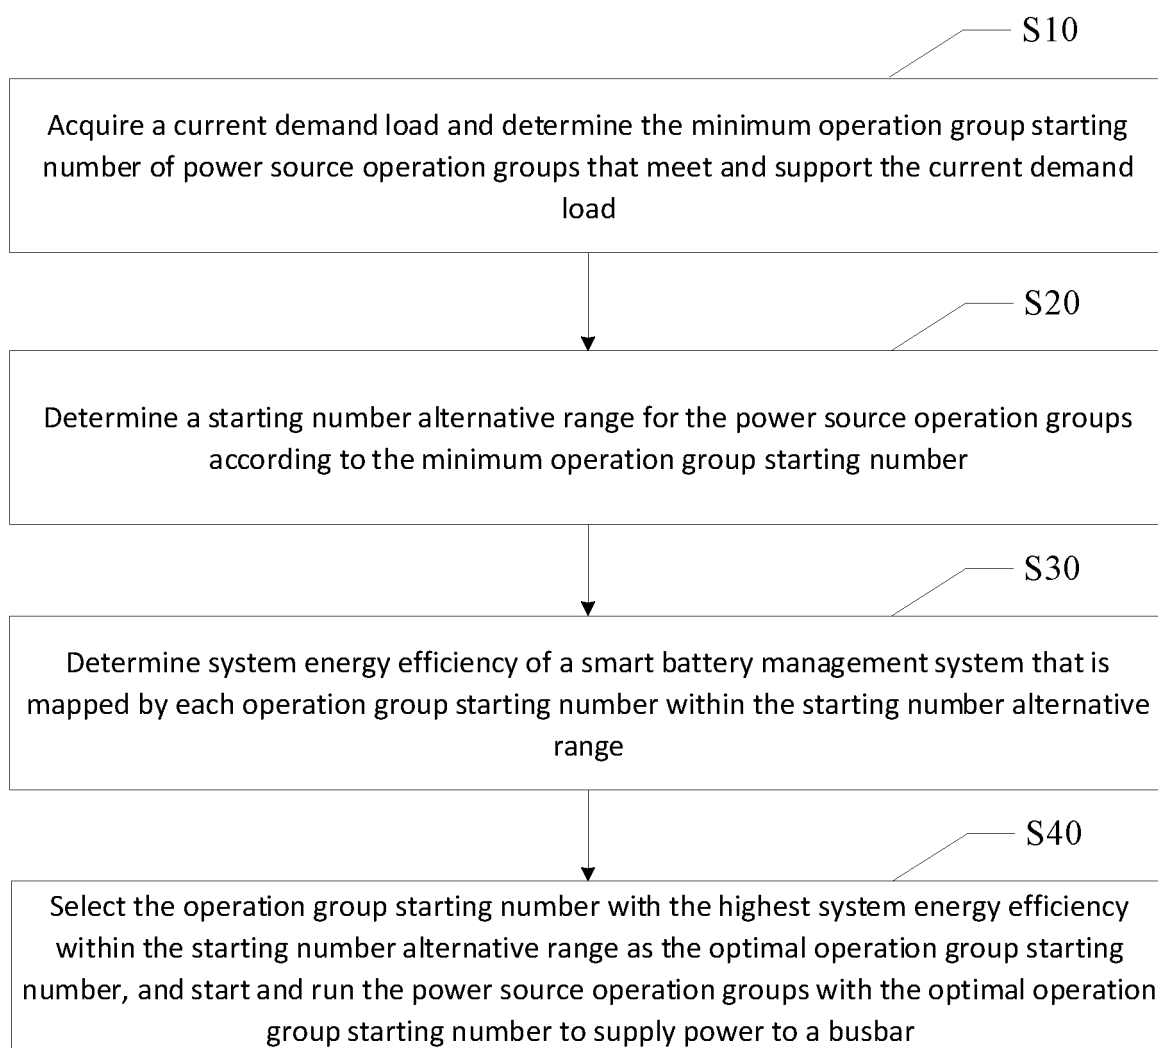 S10
Acquire a current demand load and determine the minimum operation group starting
number of power source operation groups that meet and support the current demand
load
S20
Determine a starting number alternative range for the power source operation groups
according to the minimum operation group starting number
S30
Determine system energy efficiency of a smart battery management system that is
mapped by each operation group starting number within the starting number alternative
range
S40
Select the operation group starting number with the highest system energy efficiency
within the starting number alternative range as the optimal operation group starting
number, and start and run the power source operation groups with the optimal operation
group starting number to supply power to a busbar